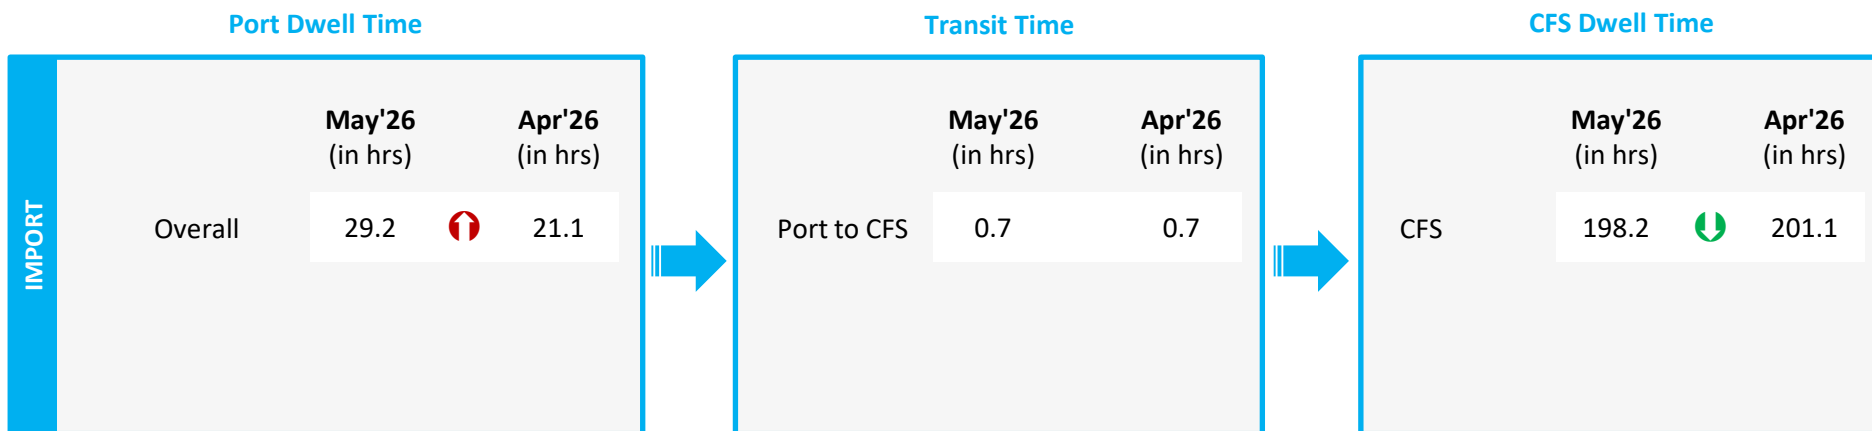 Port Dwell Time
Transit Time
CFS Dwell Time
IMPORT
May'26 Apr'26
(in hrs) (in hrs)
Overall 29.2 21.1
May'26 Apr'26
(in hrs) (in hrs)
Port to CFS 0.7 0.7
May'26 Apr'26
(in hrs) (in hrs)
CFS 198.2 201.1